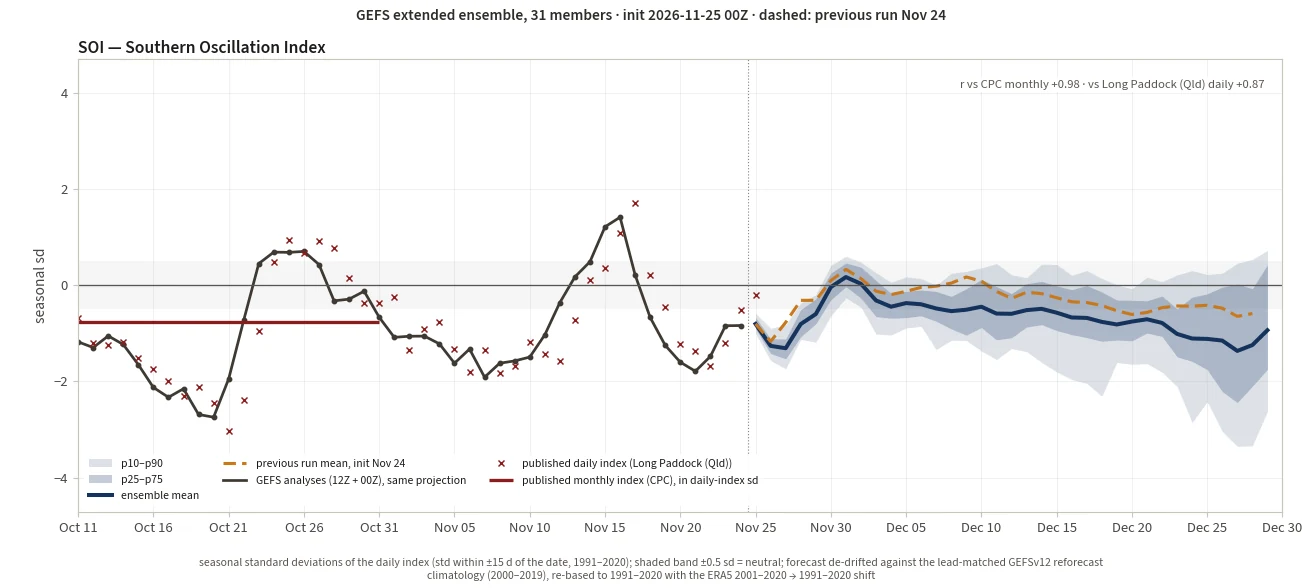 GEFS extended ensemble, 31 members · init 2026-11-25 00Z · dashed: previous run Nov 24
SOI — Southern Oscillation Index
r vs CPC monthly +0.98 · vs Long Paddock (Qld) daily +0.87
seasonal sd
4
2
0
−2
−4
p10–p90
p25–p75
ensemble mean
previous run mean, init Nov 24
GEFS analyses (12Z + 00Z), same projection
published daily index (Long Paddock (Qld))
published monthly index (CPC), in daily-index sd
Oct 11 Oct 16 Oct 21 Oct 26 Oct 31 Nov 05 Nov 10 Nov 15 Nov 20 Nov 25 Nov 30 Dec 05 Dec 10 Dec 15 Dec 20 Dec 25 Dec 30
seasonal standard deviations of the daily index (std within ±15 d of the date, 1991–2020); shaded band ±0.5 sd = neutral; forecast de-drifted against the lead-matched GEFSv12 reforecast
climatology (2000–2019), re-based to 1991–2020 with the ERA5 2001–2020 → 1991–2020 shift